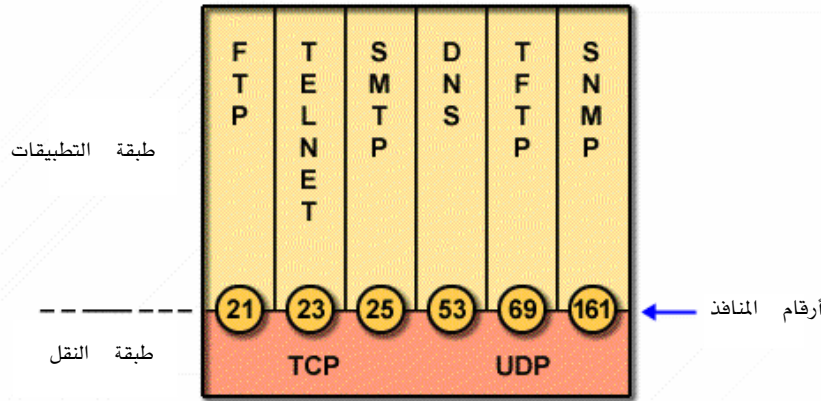 FTP
TELNET
SMTP
DNS
TFTP
SNMP
طبقة التطبيقات
21
23
25
53
69
161
أرقام المنافذ
طبقة النقل
TCP
UDP